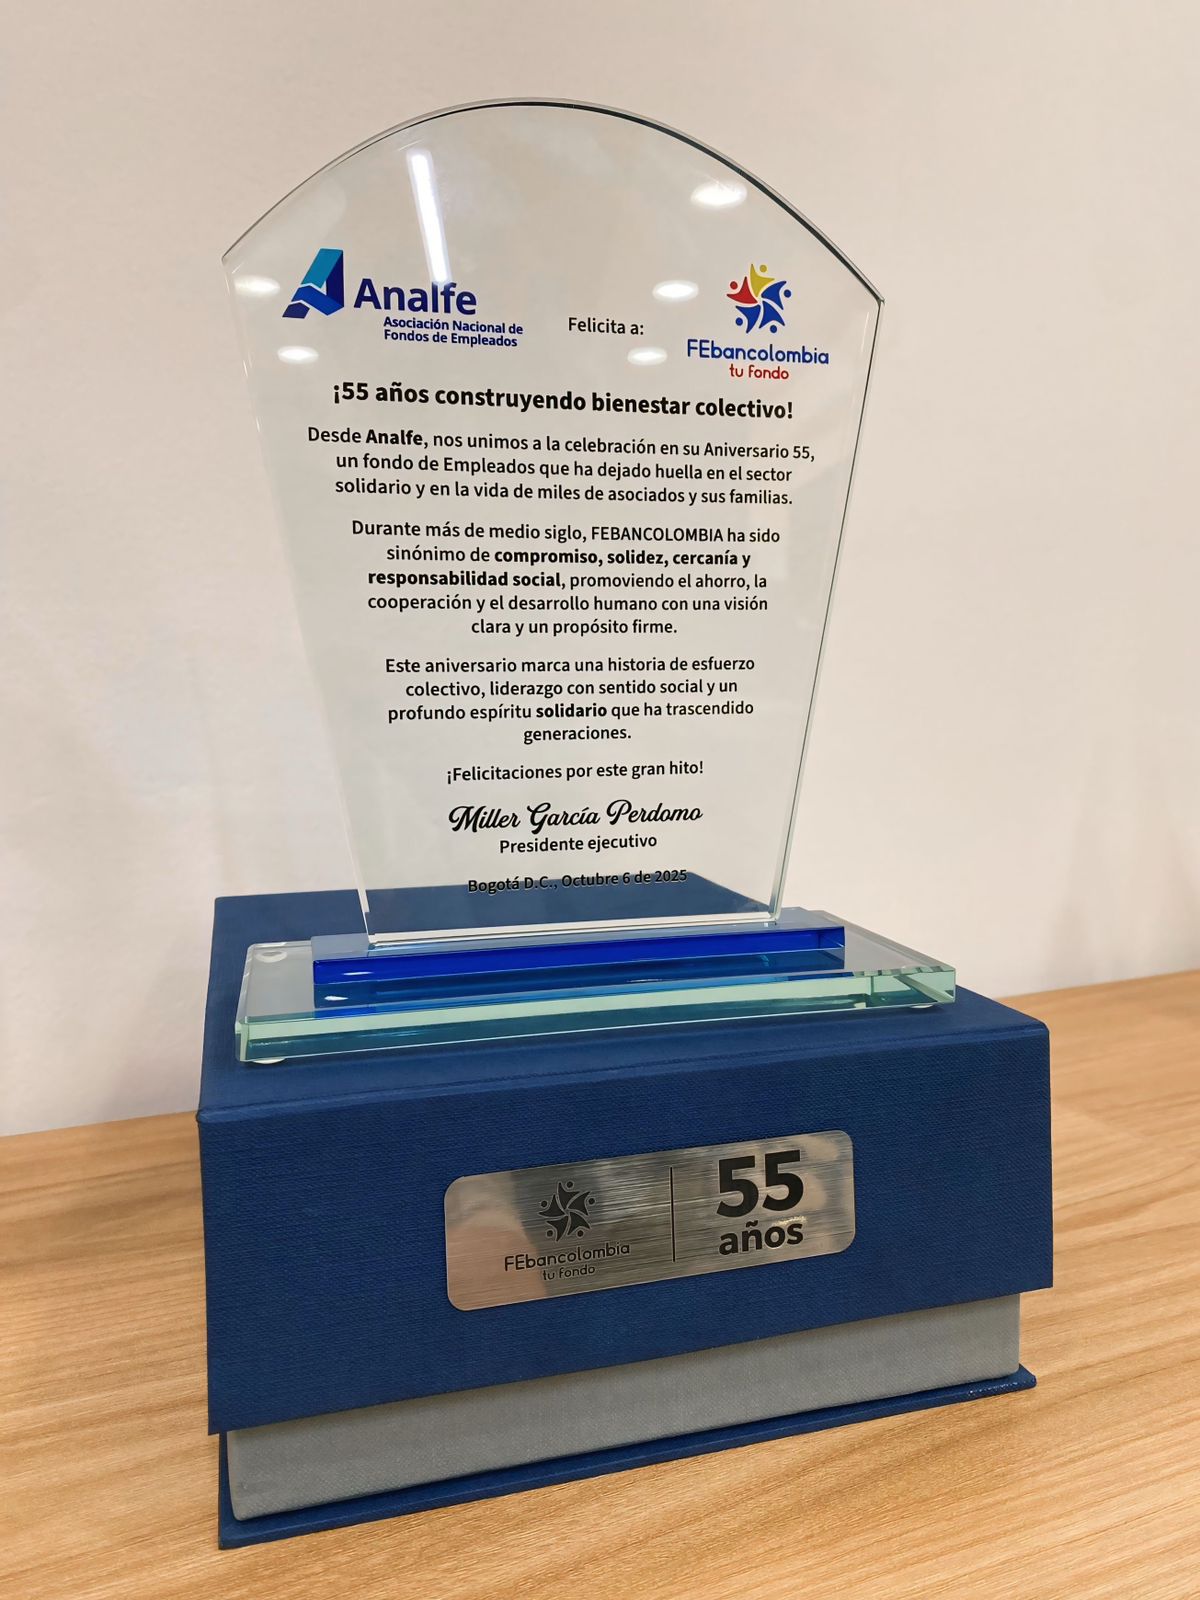 Analfe
Asociación Nacional de
Fondos de Empleados
Felicita a:
FEbancolombia
tu fondo
¡55 años construyendo bienestar colectivo!
Desde Analfe, nos unimos a la celebración en su Aniversario 55,
un fondo de Empleados que ha dejado huella en el sector
solidario y en la vida de miles de asociados y sus familias.
Durante más de medio siglo, FEBANCOLOMBIA ha sido
sinónimo de compromiso, solidez, cercanía y
responsabilidad social, promoviendo el ahorro, la
cooperación y el desarrollo humano con una visión
clara y un propósito firme.
Este aniversario marca una historia de esfuerzo
colectivo, liderazgo con sentido social y un
profundo espíritu solidario que ha trascendido
generaciones.
¡Felicitaciones por este gran hito!
Miller García Perdomo
Presidente ejecutivo
Bogotá D.C., Octubre 6 de 2025
FEbancolombia
tu fondo
55
años